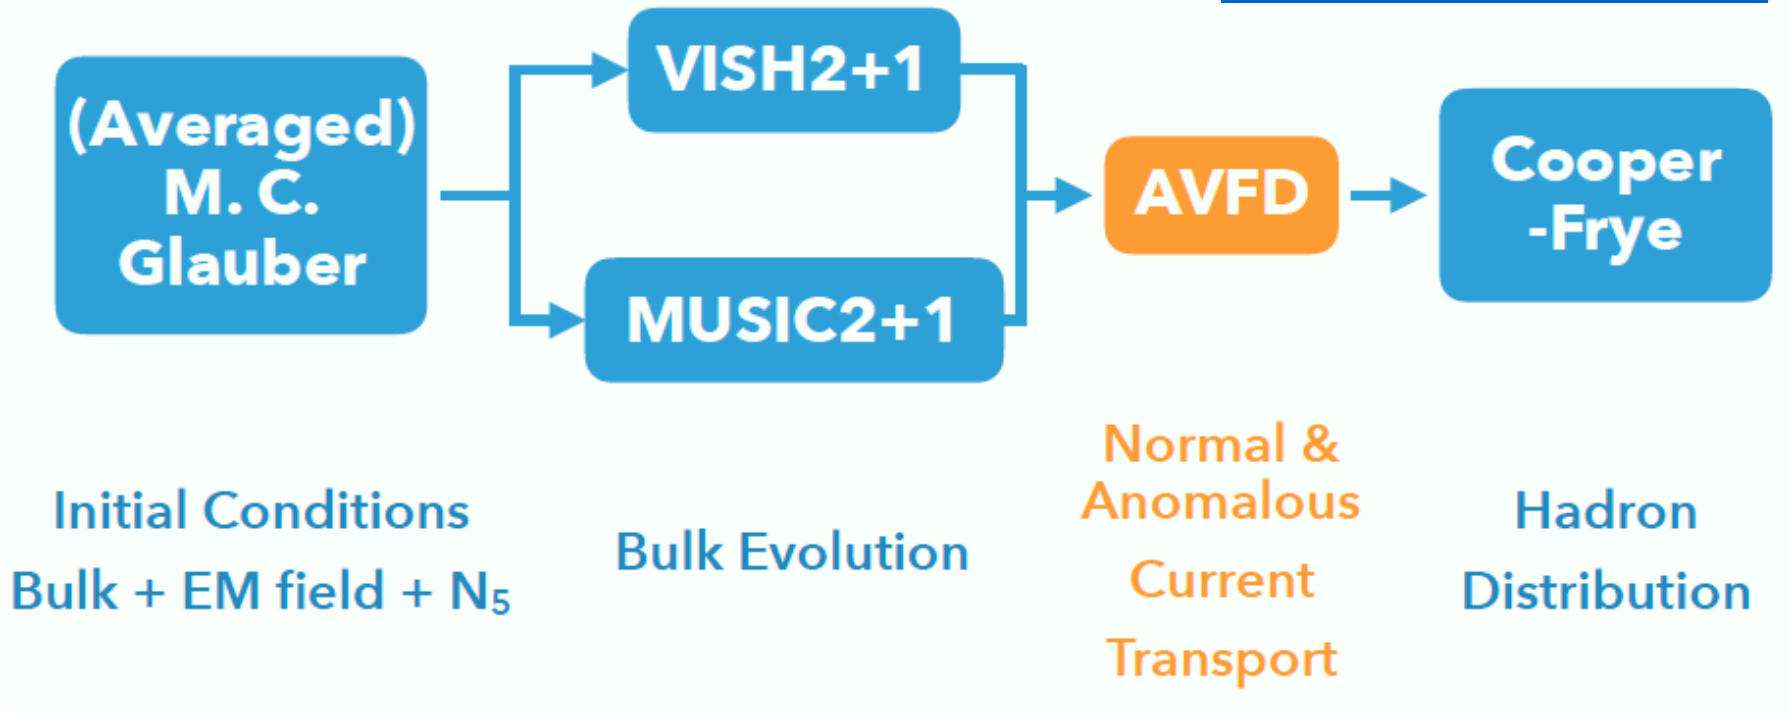 (Averaged)
M. C.
Glauber
VISH2+1
MUSIC2+1
AVFD
Cooper
-Frye
Initial Conditions
Bulk + EM field + N₅
Bulk Evolution
Normal &
Anomalous
Current
Transport
Hadron
Distribution